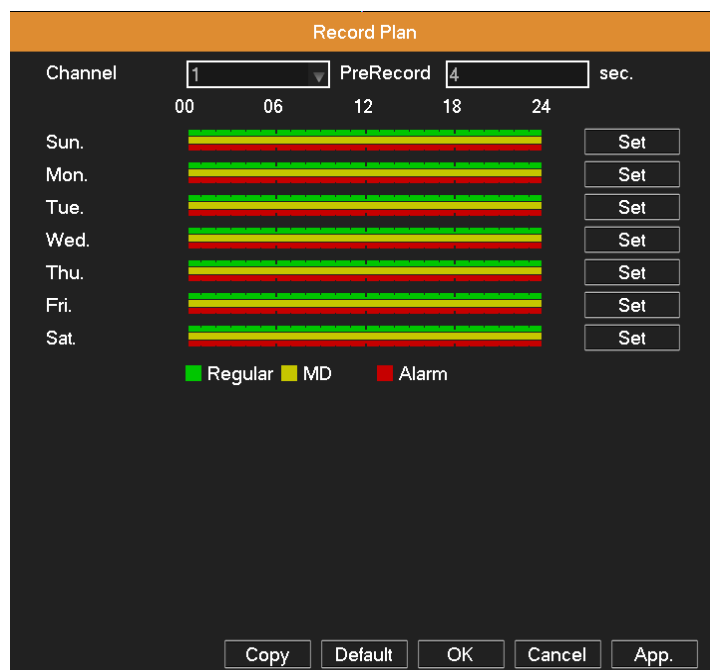 Record Plan
Channel 1 PreRecord 4 sec.
00 06 12 18 24
Sun. Set
Mon. Set
Tue. Set
Wed. Set
Thu. Set
Fri. Set
Sat. Set
Regular MD Alarm
Copy Default OK Cancel App.